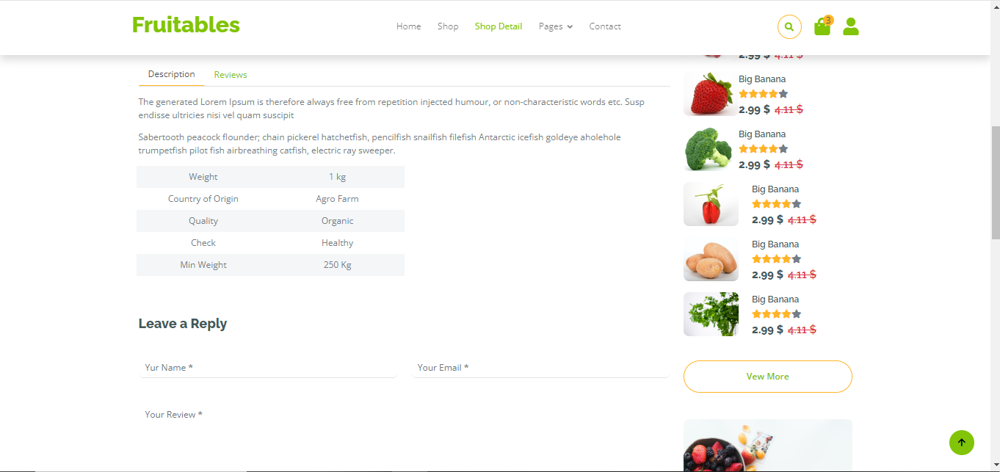 Fruitables
Home Shop Shop Detail Pages Contact
3
Description Reviews
The generated Lorem Ipsum is therefore always free from repetition injected humour, or non-characteristic words etc. Susp
endisse ultricies nisi vel quam suscipit
Sabertooth peacock flounder; chain pickerel hatchetfish, pencilfish snailfish filefish Antarctic icefish goldeye aholehole
trumpetfish pilot fish airbreathing catfish, electric ray sweeper.
Weight 1 kg
Country of Origin Agro Farm
Quality Organic
Check Healthy
Min Weight 250 Kg
Leave a Reply
Yur Name * Your Email *
Your Review *
2.99 $ 4.11 $
Big Banana
2.99 $ 4.11 $
Big Banana
2.99 $ 4.11 $
Big Banana
2.99 $ 4.11 $
Big Banana
2.99 $ 4.11 $
Big Banana
2.99 $ 4.11 $
Vew More